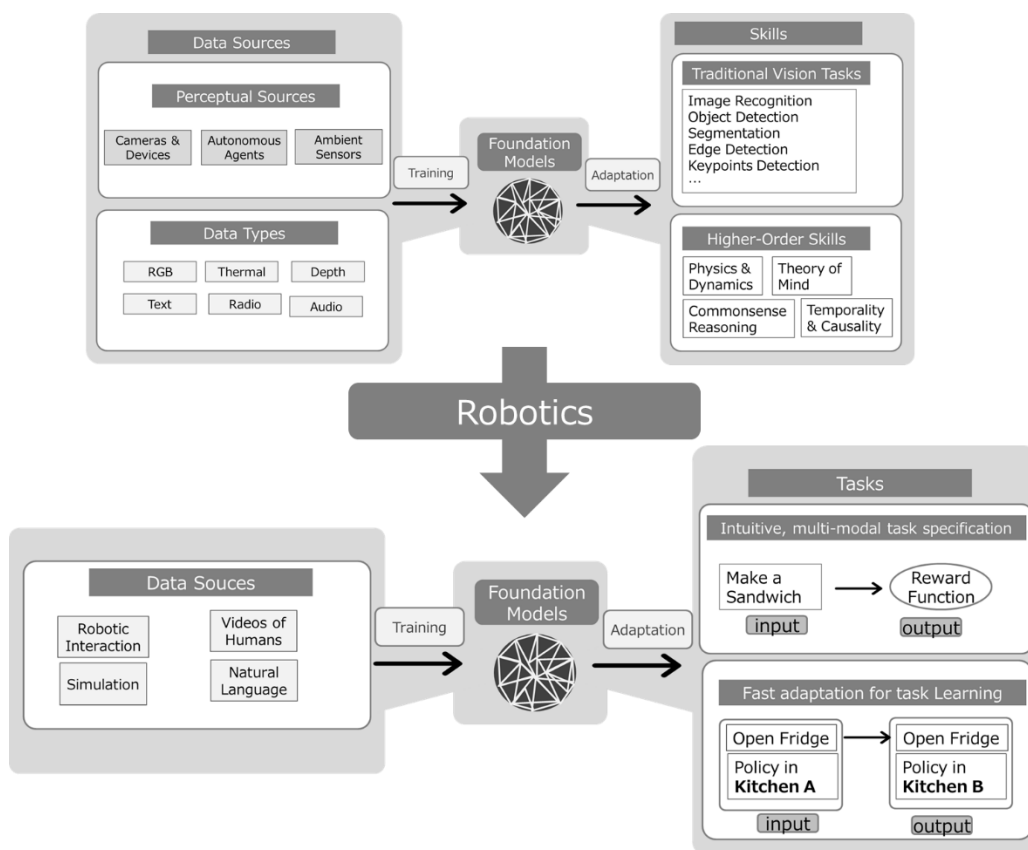 Data Sources
Perceptual Sources
Cameras &
Devices
Autonomous
Agents
Ambient
Sensors
Data Types
RGB
Thermal
Depth
Text
Radio
Audio
Training
Foundation
Models
Adaptation
Skills
Traditional Vision Tasks
Image Recognition
Object Detection
Segmentation
Edge Detection
Keypoints Detection
...
Higher-Order Skills
Physics &
Dynamics
Theory of
Mind
Commonsense
Reasoning
Temporality
& Causality
Robotics
Data Souces
Robotic
Interaction
Videos of
Humans
Simulation
Natural
Language
Training
Foundation
Models
Adaptation
Tasks
Intuitive, multi-modal task specification
Make a
Sandwich
Reward
Function
input
output
Fast adaptation for task Learning
Open Fridge
Policy in
Kitchen A
Open Fridge
Policy in
Kitchen B
input
output